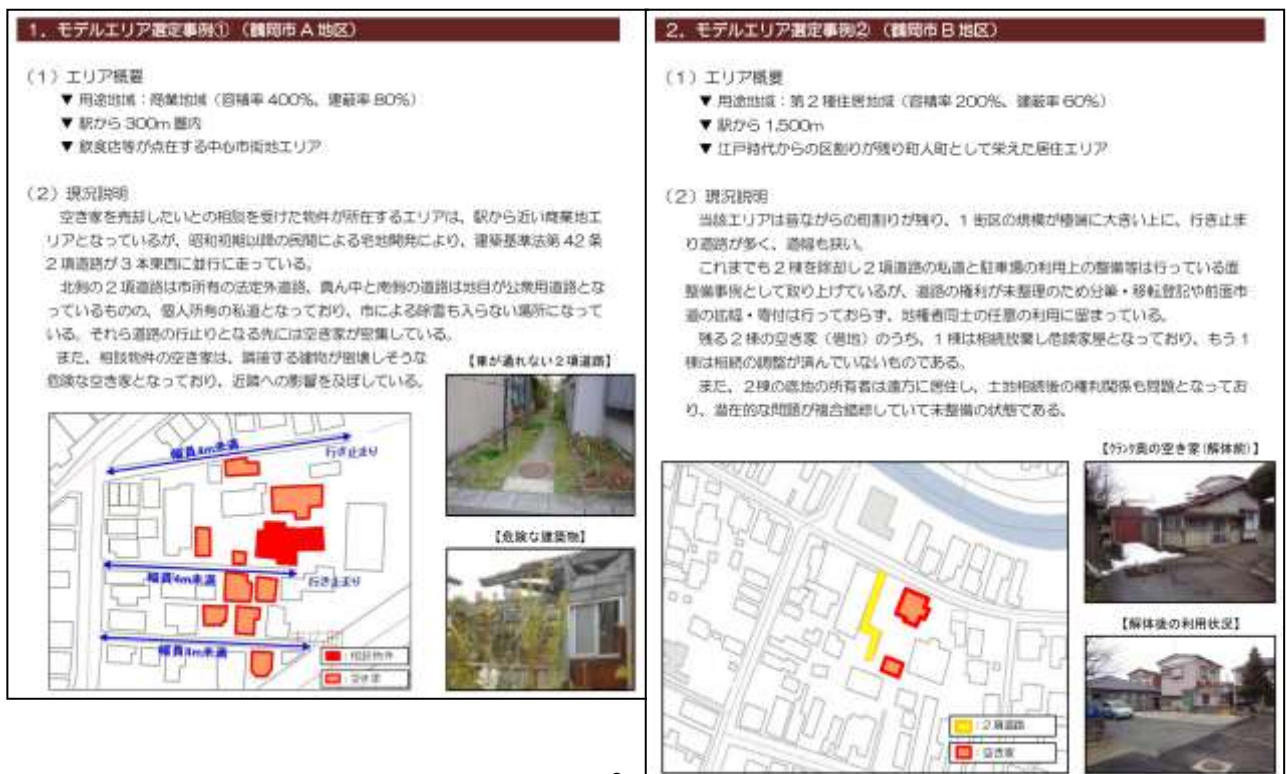 1．モデルエリア選定事例①（鶴岡市A地区）
（1）エリア概要
▼ 用途地域：商業地域（容積率400%、建蔽率80%）
▼ 駅から300m圏内
▼ 飲食店等が点在する中心市街地エリア
（2）現況説明
空き家を売却したいとの相談を受けた物件が所在するエリアは、駅から近い商業地エ
リアとなっているが、昭和初期以降の民間による宅地開発により、建築基準法第42条
2項道路が3本東西に並行に走っている。
北側の2項道路は市所有の法定外道路、真ん中と南側の道路は地目が公衆用道路とな
っているものの、個人所有の私道となっており、市による除雪も入らない場所になって
いる。それら道路の行止りとなる先には空き家が密集している。
また、相談物件の空き家は、隣接する建物が倒壊しそうな
危険な空き家となっており、近隣への影響を及ぼしている。
【車が通れない2項道路】
【危険な建築物】
幅員4m未満
行き止まり
幅員4m未満
行き止まり
幅員4m未満
：相談物件
：空き家
2．モデルエリア選定事例②（鶴岡市B地区）
（1）エリア概要
▼ 用途地域：第2種住居地域（容積率200%、建蔽率60%）
▼ 駅から1,500m
▼ 江戸時代からの区割りが残り町人町として栄えた居住エリア
（2）現況説明
当該エリアは昔ながらの町割りが残り、1街区の規模が極端に大きい上に、行き止ま
り道路が多く、道幅も狭い。
これまでも2棟を除却し2項道路の私道と駐車場の利用上の整備等は行っている面
整備事例として取り上げているが、道路の権利が未整理のため分筆・移転登記や前面市
道の拡幅・寄付は行っておらず、地権者同士の任意の利用に留まっている。
残る2棟の空き家（借地）のうち、1棟は相続放棄し危険家屋となっており、もう1
棟は相続の調整が済んでいないものである。
また、2棟の底地の所有者は遠方に居住し、土地相続後の権利関係も問題となってお
り、潜在的な問題が複合錯綜していて未整備の状態である。
【クランク奥の空き家(解体前)】
【解体後の利用状況】
：2項道路
：空き家